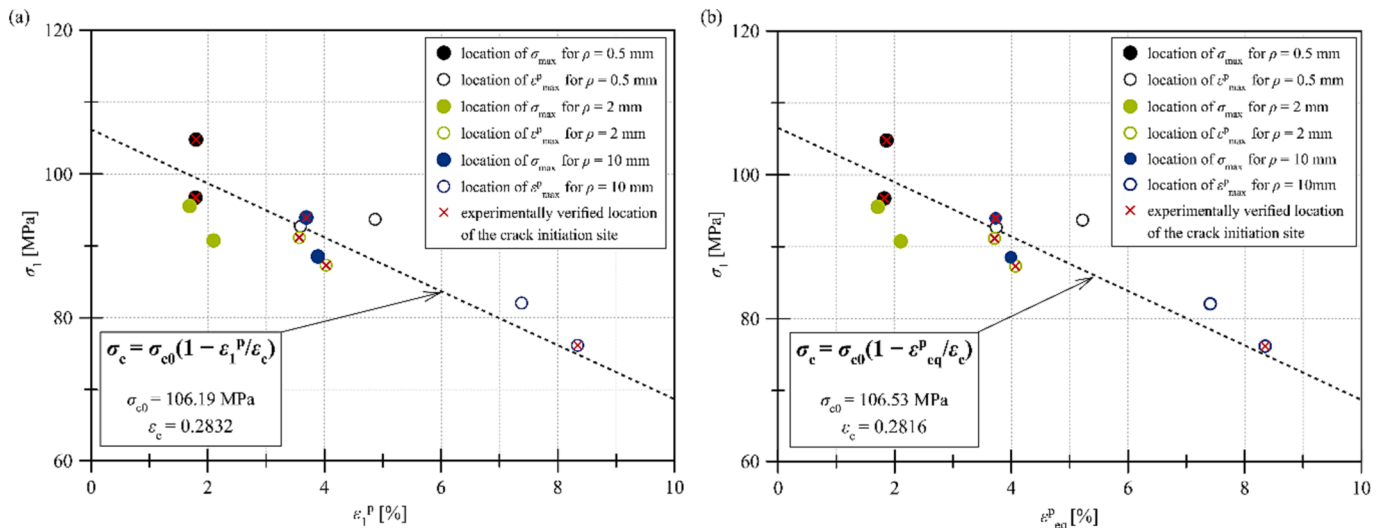 (a)
120
100
80
60
σ₁ [MPa]
location of σmax for ρ = 0.5 mm
location of εᵖmax for ρ = 0.5 mm
location of σmax for ρ = 2 mm
location of εᵖmax for ρ = 2 mm
location of σmax for ρ = 10 mm
location of εᵖmax for ρ = 10 mm
experimentally verified location
of the crack initiation site
σc = σc0(1 − ε₁ᵖ/εc)
σc0 = 106.19 MPa
εc = 0.2832
0 2 4 6 8 10
ε₁ᵖ [%]
(b)
120
100
80
60
σ₁ [MPa]
location of σmax for ρ = 0.5 mm
location of εᵖmax for ρ = 0.5 mm
location of σmax for ρ = 2 mm
location of εᵖmax for ρ = 2 mm
location of σmax for ρ = 10 mm
location of εᵖmax for ρ = 10mm
experimentally verified location
of the crack initiation site
σc = σc0(1 − εᵖeq/εc)
σc0 = 106.53 MPa
εc = 0.2816
0 2 4 6 8 10
εᵖeq [%]